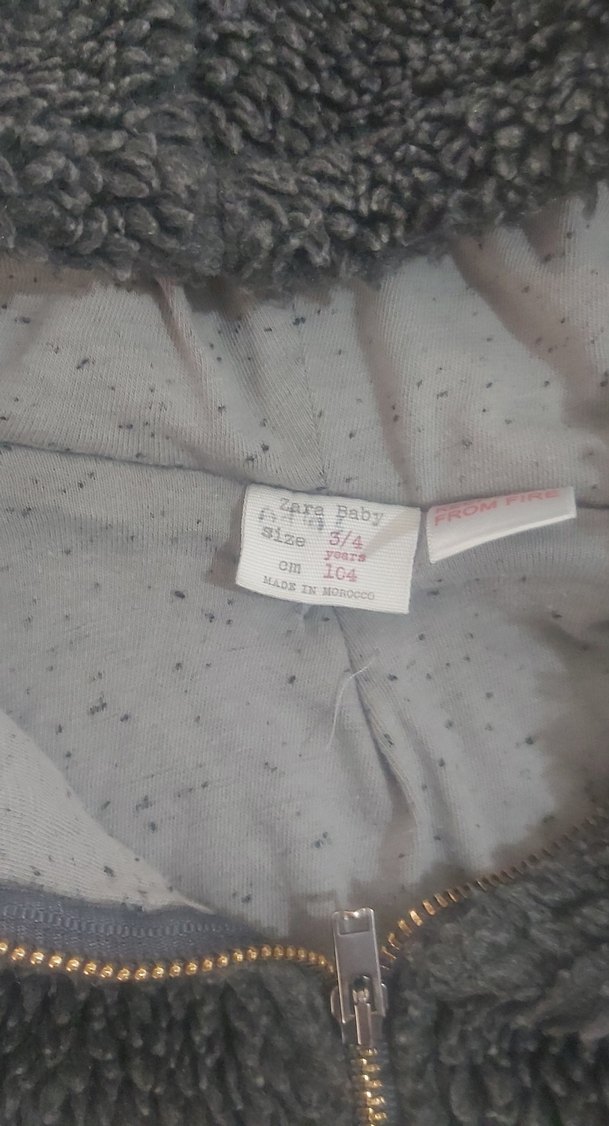 Zara Baby
size 3/4
years
cm 104
MADE IN MOROCCO
FROM FIRE